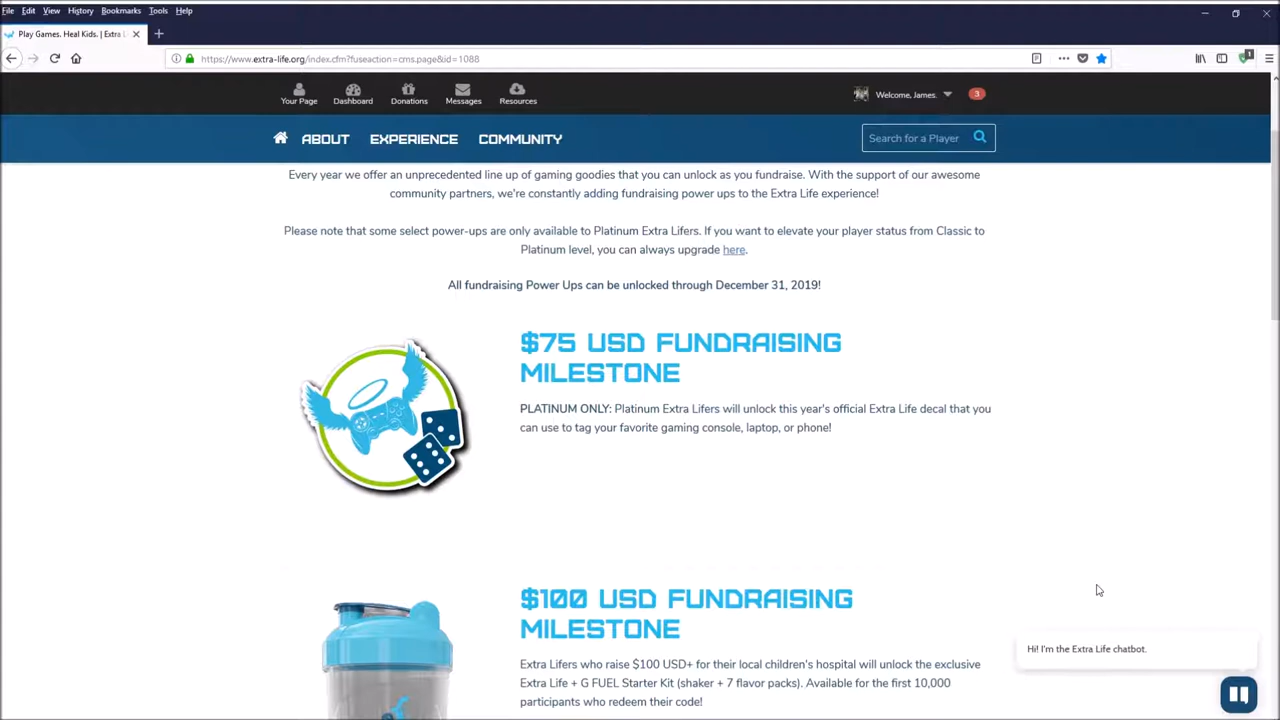 File Edit View History Bookmarks Tools Help
Play Games. Heal Kids. | Extra L
https://www.extra-life.org/index.cfm?fuseaction=cms.page&id=1088
1
Your Page Dashboard Donations Messages Resources
Welcome, James. 3
ABOUT EXPERIENCE COMMUNITY
Search for a Player
Every year we offer an unprecedented line up of gaming goodies that you can unlock as you fundraise. With the support of our awesome
community partners, we're constantly adding fundraising power ups to the Extra Life experience!
Please note that some select power-ups are only available to Platinum Extra Lifers. If you want to elevate your player status from Classic to
Platinum level, you can always upgrade here.
All fundraising Power Ups can be unlocked through December 31, 2019!
$75 USD FUNDRAISING
MILESTONE
PLATINUM ONLY: Platinum Extra Lifers will unlock this year's official Extra Life decal that you
can use to tag your favorite gaming console, laptop, or phone!
$100 USD FUNDRAISING
MILESTONE
Extra Lifers who raise $100 USD+ for their local children's hospital will unlock the exclusive
Extra Life + G FUEL Starter Kit (shaker + 7 flavor packs). Available for the first 10,000
participants who redeem their code!
Hi! I'm the Extra Life chatbot.